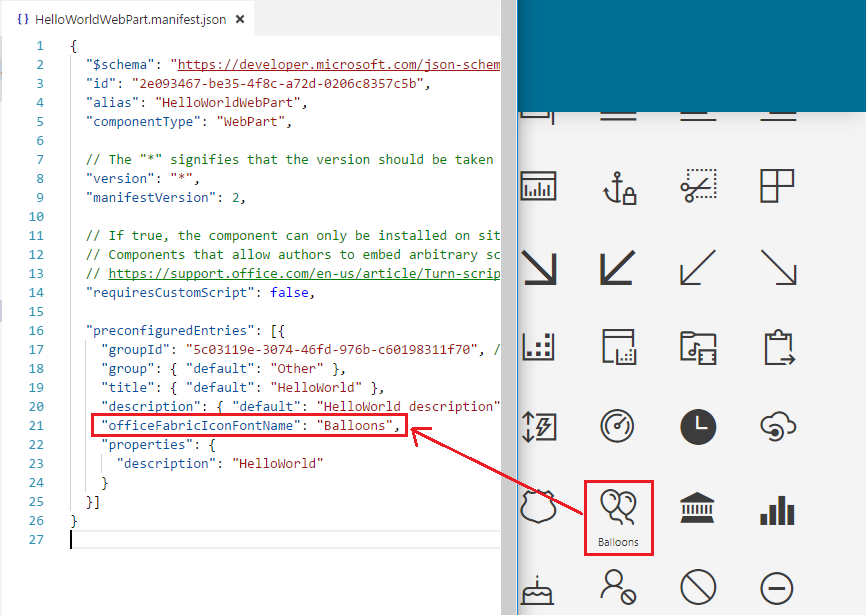 {} HelloWorldWebPart.manifest.json ×
1 {
2 "$schema": "https://developer.microsoft.com/json-schem
3 "id": "2e093467-be35-4f8c-a72d-0206c8357c5b",
4 "alias": "HelloWorldWebPart",
5 "componentType": "WebPart",
6
7 // The "*" signifies that the version should be taken
8 "version": "*",
9 "manifestVersion": 2,
10
11 // If true, the component can only be installed on sit
12 // Components that allow authors to embed arbitrary sc
13 // https://support.office.com/en-us/article/Turn-scrip
14 "requiresCustomScript": false,
15
16 "preconfiguredEntries": [{
17 "groupId": "5c03119e-3074-46fd-976b-c60198311f70", /
18 "group": { "default": "Other" },
19 "title": { "default": "HelloWorld" },
20 "description": { "default": "HelloWorld description"
21 "officeFabricIconFontName": "Balloons",
22 "properties": {
23 "description": "HelloWorld"
24 }
25 }]
26 }
27
Balloons